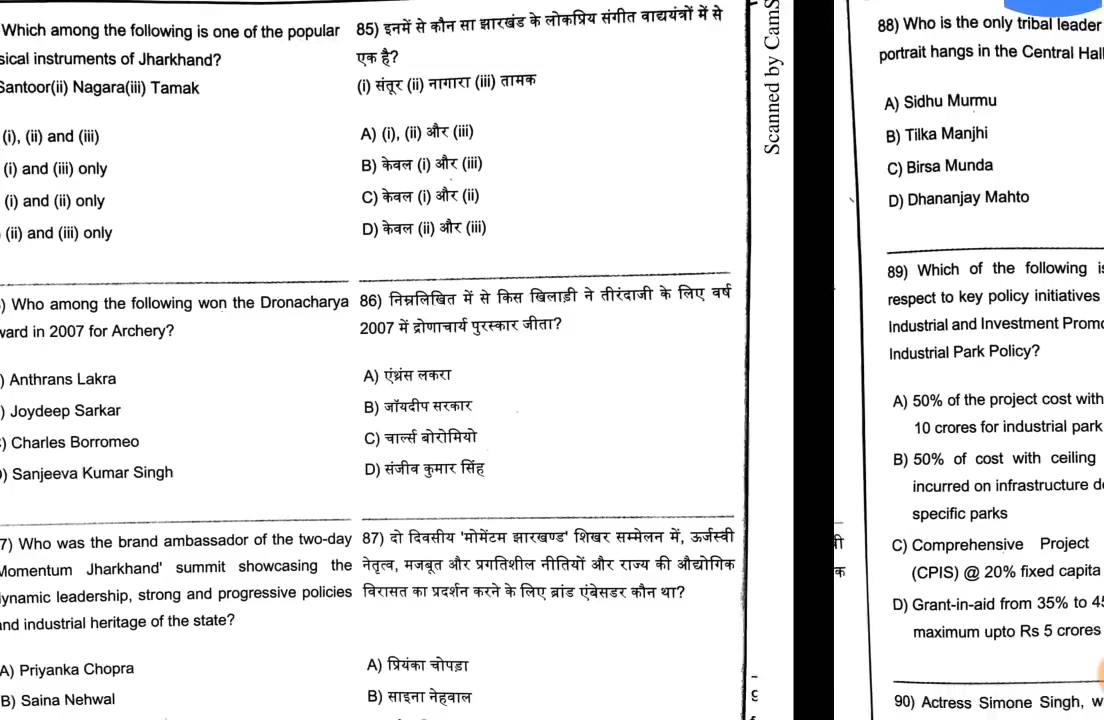 Which among the following is one of the popular
sical instruments of Jharkhand?
Santoor(ii) Nagara(iii) Tamak
(i), (ii) and (iii)
(i) and (iii) only
(i) and (ii) only
(ii) and (iii) only
) Who among the following won the Dronacharya
ward in 2007 for Archery?
) Anthrans Lakra
) Joydeep Sarkar
) Charles Borromeo
) Sanjeeva Kumar Singh
7) Who was the brand ambassador of the two-day
Momentum Jharkhand' summit showcasing the
ynamic leadership, strong and progressive policies
and industrial heritage of the state?
A) Priyanka Chopra
B) Saina Nehwal
85) इनमें से कौन सा झारखंड के लोकप्रिय संगीत वाद्ययंत्रों में से
एक है?
(i) संतूर (ii) नागारा (iii) तामक
A) (i), (ii) और (iii)
B) केवल (i) और (iii)
C) केवल (i) और (ii)
D) केवल (ii) और (iii)
86) निम्नलिखित में से किस खिलाड़ी ने तीरंदाजी के लिए वर्ष
2007 में द्रोणाचार्य पुरस्कार जीता?
A) एंथ्रंस लकरा
B) जॉयदीप सरकार
C) चार्ल्स बोरोमियो
D) संजीव कुमार सिंह
87) दो दिवसीय 'मोमेंटम झारखण्ड' शिखर सम्मेलन में, ऊर्जस्वी
नेतृत्व, मजबूत और प्रगतिशील नीतियों और राज्य की औद्योगिक
विरासत का प्रदर्शन करने के लिए ब्रांड एंबेसडर कौन था?
A) प्रियंका चोपड़ा
B) साइना नेहवाल
Scanned by CamS
88) Who is the only tribal leader
portrait hangs in the Central Hall
A) Sidhu Murmu
B) Tilka Manjhi
C) Birsa Munda
D) Dhananjay Mahto
89) Which of the following is
respect to key policy initiatives
Industrial and Investment Promo
Industrial Park Policy?
A) 50% of the project cost with
10 crores for industrial park
B) 50% of cost with ceiling
incurred on infrastructure de
specific parks
C) Comprehensive Project
(CPIS) @ 20% fixed capita
D) Grant-in-aid from 35% to 45
maximum upto Rs 5 crores
90) Actress Simone Singh, w